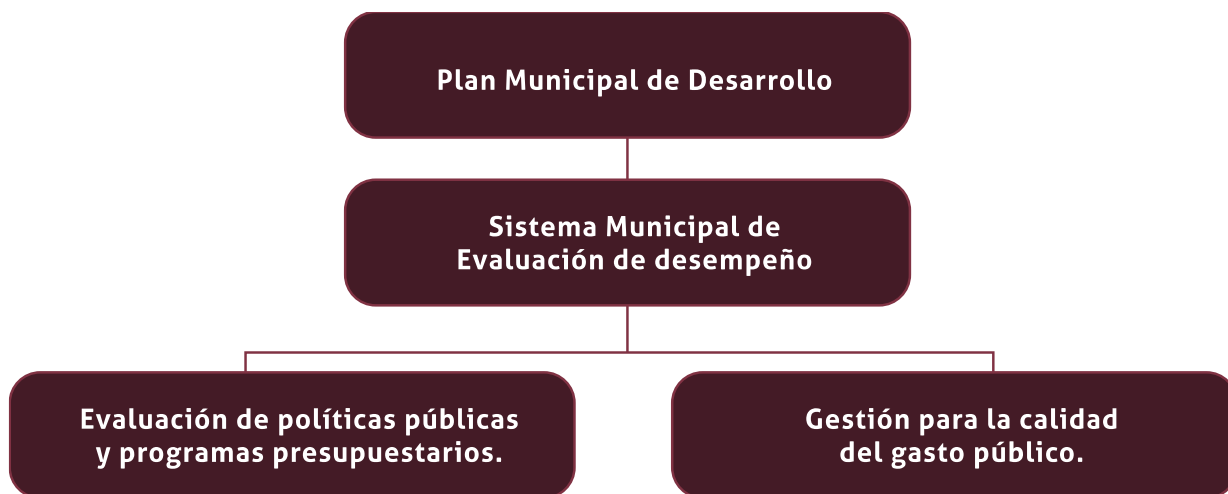 Plan Municipal de Desarrollo
Sistema Municipal de
Evaluación de desempeño
Evaluación de políticas públicas
y programas presupuestarios.
Gestión para la calidad
del gasto público.